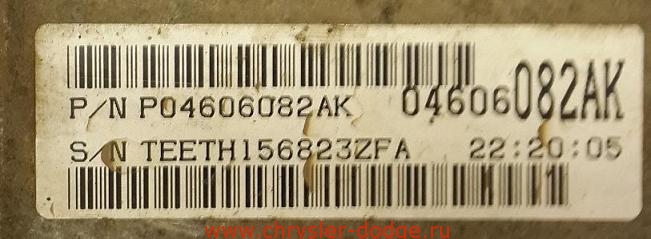 P/N P04606082AK 04606082AK
S/N TEETH156823ZFA 22:20:05
www.chrysler-dodge.ru